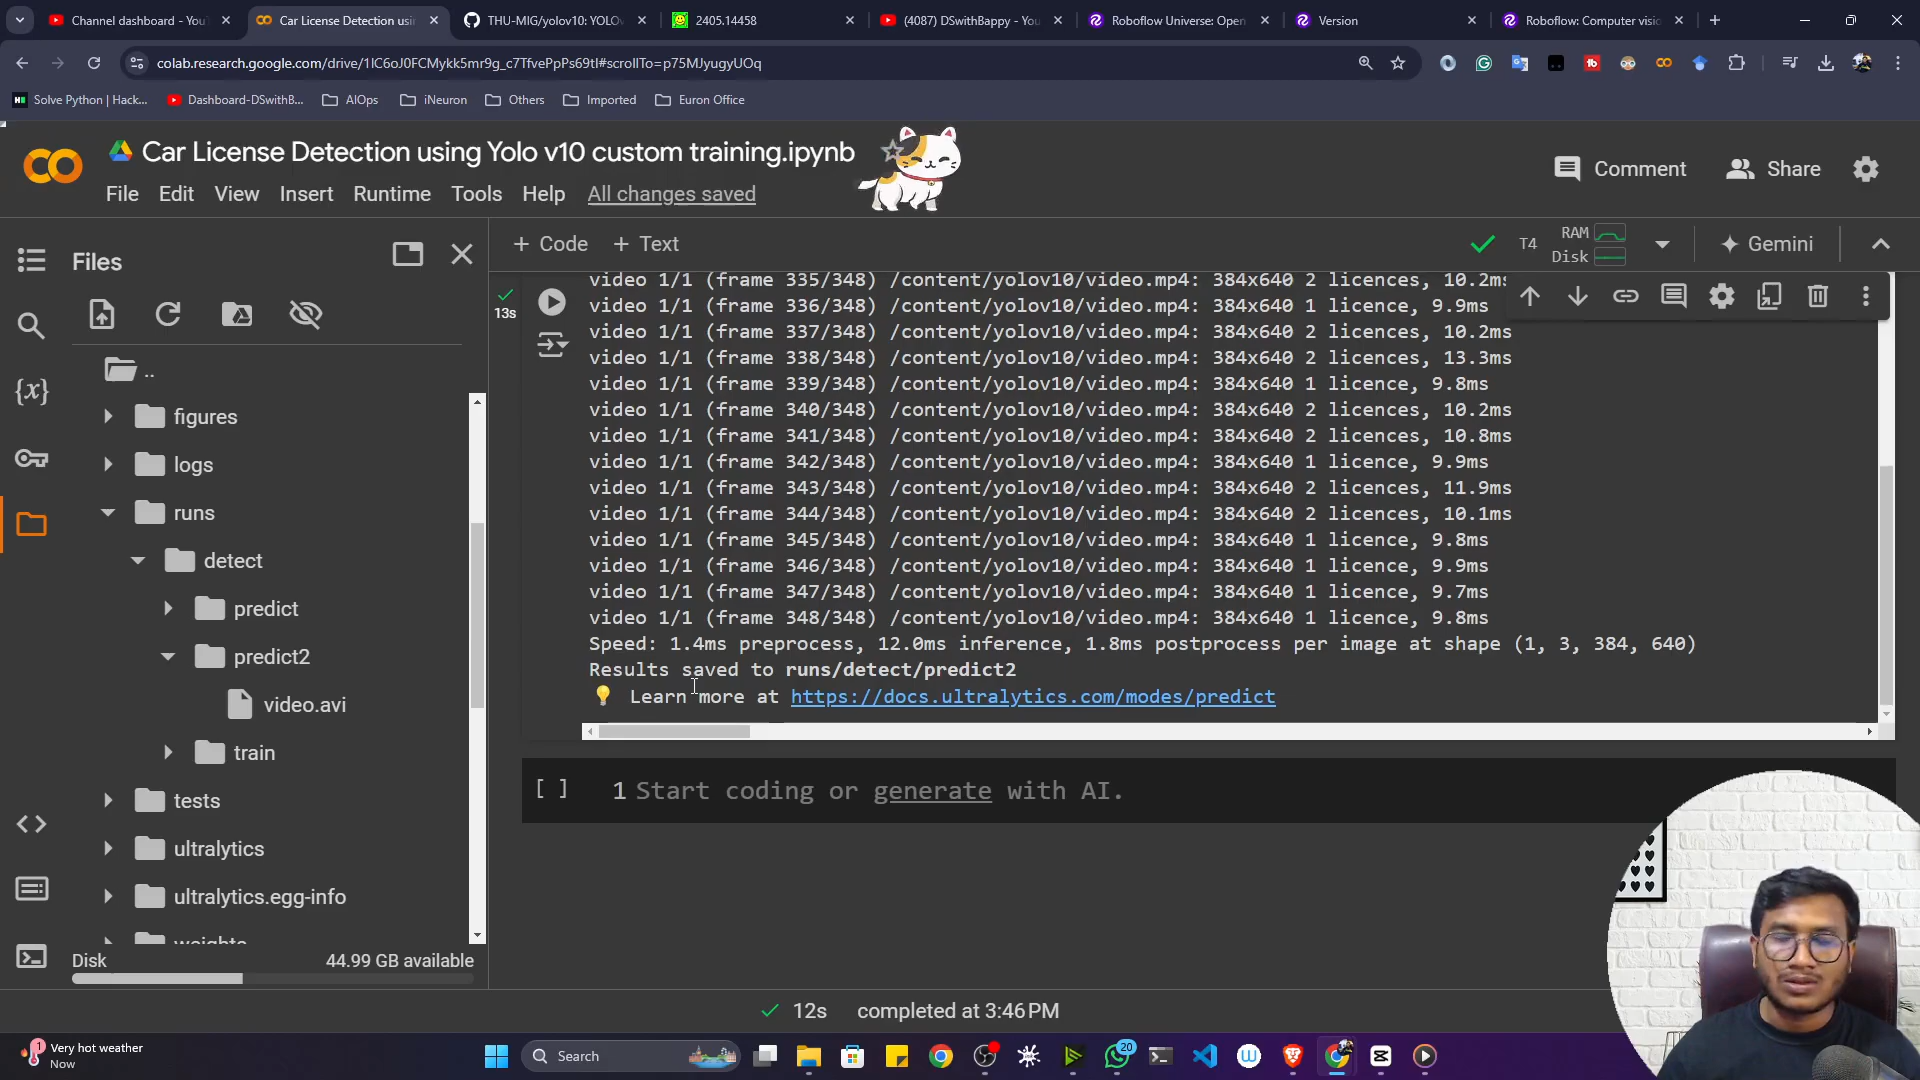 Channel dashboard - You
Car License Detection usin
THU-MIG/yolov10: YOLOv
2405.14458
(4087) DSwithBappy - You
Roboflow Universe: Open
Version
Roboflow: Computer visio
colab.research.google.com/drive/1IC6oJ0FCMykk5mr9g_c7TfvePpPs69tI#scrollTo=p75MJyugyUOq
Solve Python | Hack...
Dashboard-DSwithB...
AIOps
iNeuron
Others
Imported
Euron Office
Car License Detection using Yolo v10 custom training.ipynb
Comment
Share
File Edit View Insert Runtime Tools Help All changes saved
Files
+ Code + Text
T4
RAM
Disk
Gemini
13s
..
figures
logs
runs
detect
predict
predict2
video.avi
train
tests
ultralytics
ultralytics.egg-info
weights
Disk 44.99 GB available
video 1/1 (frame 335/348) /content/yolov10/video.mp4: 384x640 2 licences, 10.2ms
video 1/1 (frame 336/348) /content/yolov10/video.mp4: 384x640 1 licence, 9.9ms
video 1/1 (frame 337/348) /content/yolov10/video.mp4: 384x640 2 licences, 10.2ms
video 1/1 (frame 338/348) /content/yolov10/video.mp4: 384x640 2 licences, 13.3ms
video 1/1 (frame 339/348) /content/yolov10/video.mp4: 384x640 1 licence, 9.8ms
video 1/1 (frame 340/348) /content/yolov10/video.mp4: 384x640 2 licences, 10.2ms
video 1/1 (frame 341/348) /content/yolov10/video.mp4: 384x640 2 licences, 10.8ms
video 1/1 (frame 342/348) /content/yolov10/video.mp4: 384x640 1 licence, 9.9ms
video 1/1 (frame 343/348) /content/yolov10/video.mp4: 384x640 2 licences, 11.9ms
video 1/1 (frame 344/348) /content/yolov10/video.mp4: 384x640 2 licences, 10.1ms
video 1/1 (frame 345/348) /content/yolov10/video.mp4: 384x640 1 licence, 9.8ms
video 1/1 (frame 346/348) /content/yolov10/video.mp4: 384x640 1 licence, 9.9ms
video 1/1 (frame 347/348) /content/yolov10/video.mp4: 384x640 1 licence, 9.7ms
video 1/1 (frame 348/348) /content/yolov10/video.mp4: 384x640 1 licence, 9.8ms
Speed: 1.4ms preprocess, 12.0ms inference, 1.8ms postprocess per image at shape (1, 3, 384, 640)
Results saved to runs/detect/predict2
Learn more at https://docs.ultralytics.com/modes/predict
[ ] 1 Start coding or generate with AI.
12s completed at 3:46 PM
Very hot weather
Now
Search
20